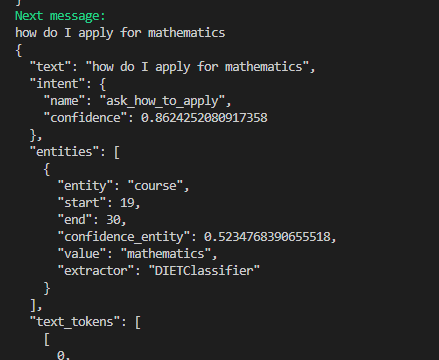 }
Next message:
how do I apply for mathematics
{
  "text": "how do I apply for mathematics",
  "intent": {
    "name": "ask_how_to_apply",
    "confidence": 0.8624252080917358
  },
  "entities": [
    {
      "entity": "course",
      "start": 19,
      "end": 30,
      "confidence_entity": 0.5234768390655518,
      "value": "mathematics",
      "extractor": "DIETClassifier"
    }
  ],
  "text_tokens": [
    [
      0,